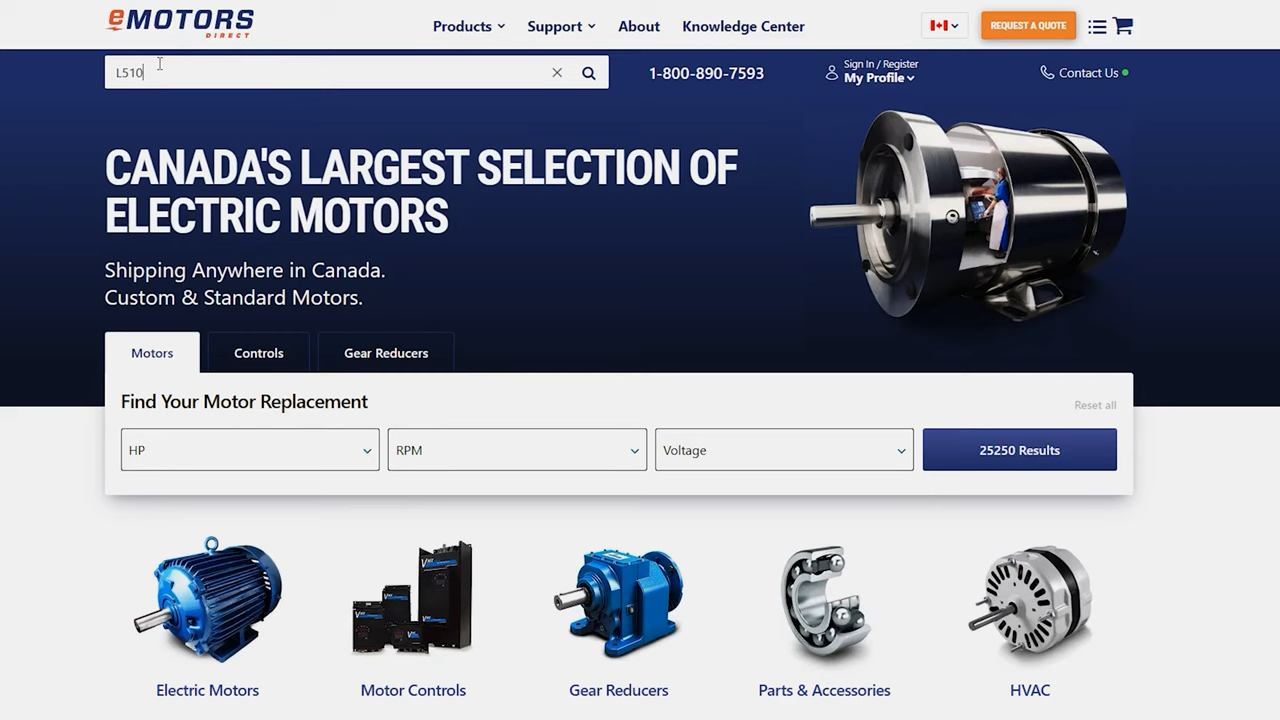 eMOTORS
DIRECT
Products
Support
About
Knowledge Center
REQUEST A QUOTE
L510
1-800-890-7593
Sign In / Register
My Profile
Contact Us
CANADA'S LARGEST SELECTION OF
ELECTRIC MOTORS
Shipping Anywhere in Canada.
Custom & Standard Motors.
Motors
Controls
Gear Reducers
Find Your Motor Replacement
Reset all
HP
RPM
Voltage
25250 Results
Electric Motors
Motor Controls
Gear Reducers
Parts & Accessories
HVAC